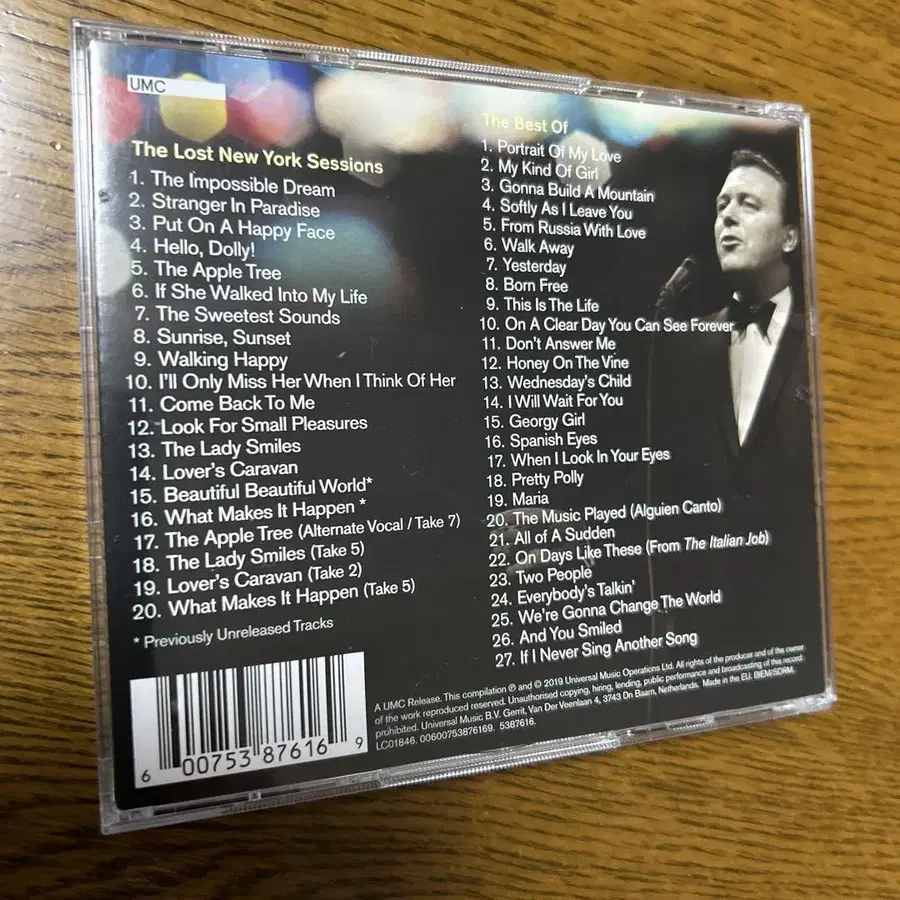 UMC
The Lost New York Sessions
1. The Impossible Dream
2. Stranger In Paradise
3. Put On A Happy Face
4. Hello, Dolly!
5. The Apple Tree
6. If She Walked Into My Life
7. The Sweetest Sounds
8. Sunrise, Sunset
9. Walking Happy
10. I'll Only Miss Her When I Think Of Her
11. Come Back To Me
12. Look For Small Pleasures
13. The Lady Smiles
14. Lover's Caravan
15. Beautiful Beautiful World*
16. What Makes It Happen *
17. The Apple Tree (Alternate Vocal / Take 7)
18. The Lady Smiles (Take 5)
19. Lover's Caravan (Take 2)
20. What Makes It Happen (Take 5)
* Previously Unreleased Tracks
The Best Of
1. Portrait Of My Love
2. My Kind Of Girl
3. Gonna Build A Mountain
4. Softly As I Leave You
5. From Russia With Love
6. Walk Away
7. Yesterday
8. Born Free
9. This Is The Life
10. On A Clear Day You Can See Forever
11. Don't Answer Me
12. Honey On The Vine
13. Wednesday's Child
14. I Will Wait For You
15. Georgy Girl
16. Spanish Eyes
17. When I Look In Your Eyes
18. Pretty Polly
19. Maria
20. The Music Played (Alguien Canto)
21. All of A Sudden
22. On Days Like These (From The Italian Job)
23. Two People
24. Everybody's Talkin'
25. We're Gonna Change The World
26. And You Smiled
27. If I Never Sing Another Song
A UMC Release. This compilation ℗ and © 2019 Universal Music Operations Ltd. All rights of the producer and of the owner
of the work reproduced reserved. Unauthorised copying, hiring, lending, public performance and broadcasting of this record
prohibited. Universal Music B.V. Gerrit, Van Der Veenlaan 4, 3743 Dn Baarn, Netherlands. Made in the EU. BIEM/SDRM.
LC01846. 00600753876169. 5387616.
6 00753 87616 9